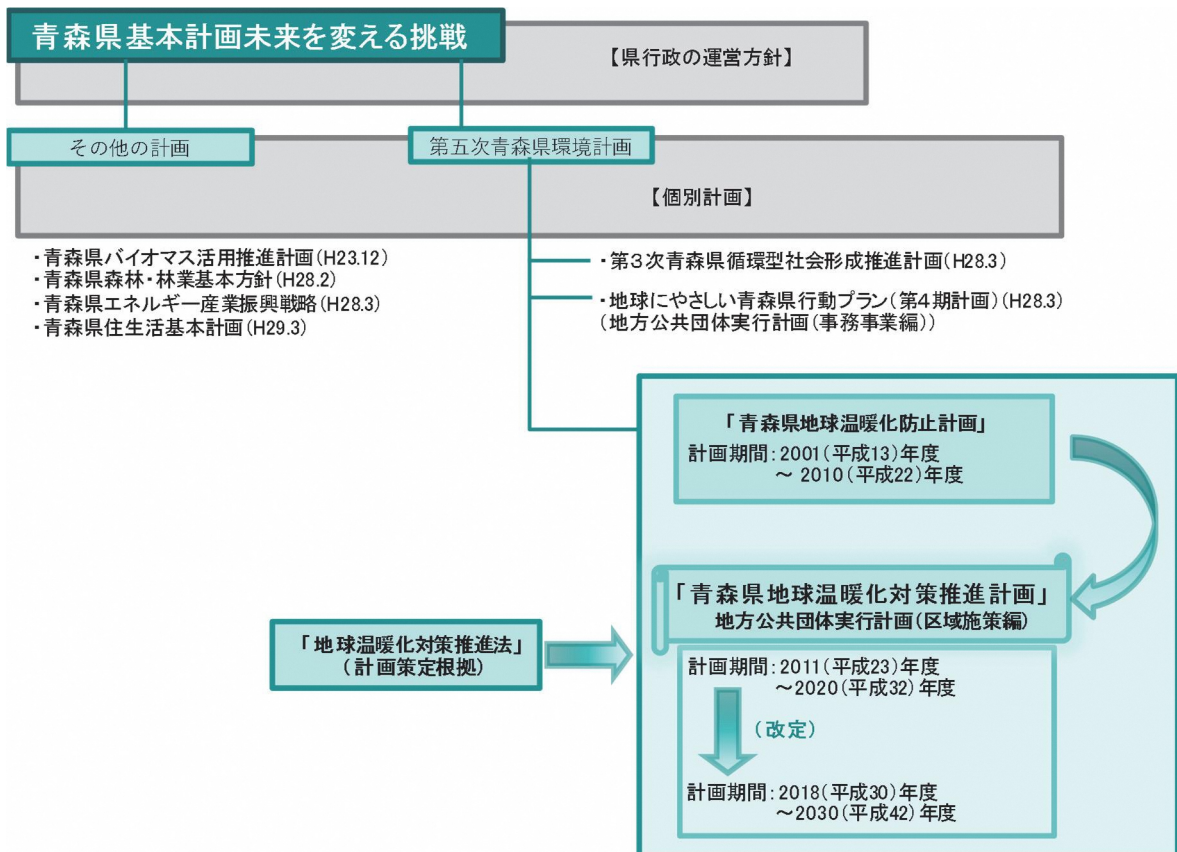 青森県基本計画未来を変える挑戦
【県行政の運営方針】
その他の計画
第五次青森県環境計画
【個別計画】
・青森県バイオマス活用推進計画(H23.12)
・青森県森林・林業基本方針(H28.2)
・青森県エネルギー産業振興戦略(H28.3)
・青森県住生活基本計画(H29.3)
・第3次青森県循環型社会形成推進計画(H28.3)
・地球にやさしい青森県行動プラン(第4期計画)(H28.3)
(地方公共団体実行計画(事務事業編))
「青森県地球温暖化防止計画」
計画期間:2001(平成13)年度
～ 2010(平成22)年度
「青森県地球温暖化対策推進計画」
地方公共団体実行計画(区域施策編)
「地球温暖化対策推進法」
(計画策定根拠)
計画期間:2011(平成23)年度
～2020(平成32)年度
(改定)
計画期間:2018(平成30)年度
～2030(平成42)年度